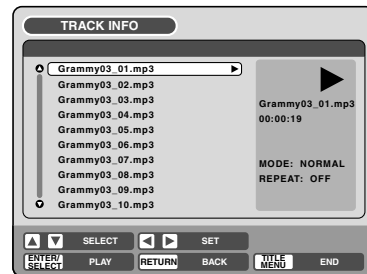 TRACK INFO
Grammy03_01.mp3
Grammy03_02.mp3
Grammy03_03.mp3
Grammy03_04.mp3
Grammy03_05.mp3
Grammy03_06.mp3
Grammy03_07.mp3
Grammy03_08.mp3
Grammy03_09.mp3
Grammy03_10.mp3
Grammy03_01.mp3
00:00:19
MODE: NORMAL
REPEAT: OFF
SELECT SET
ENTER/ SELECT PLAY RETURN BACK TITLE MENU END